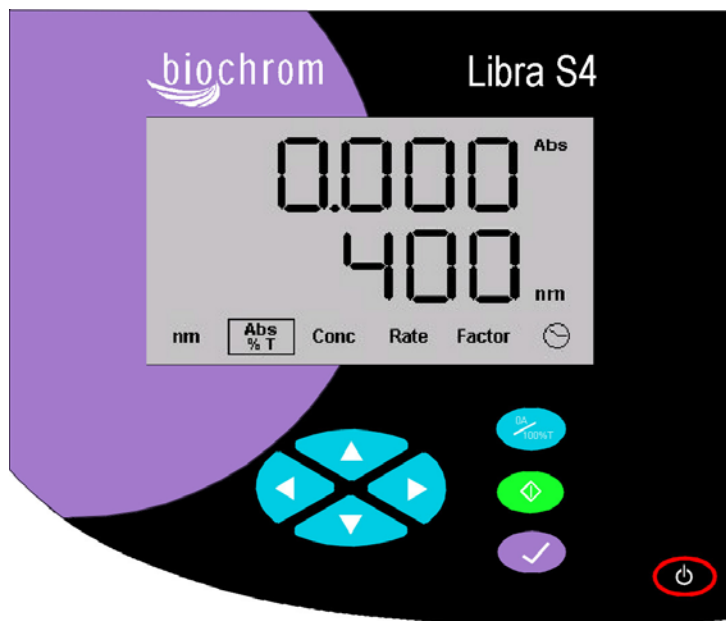 biochrom Libra S4
0.000 Abs
400 nm
nm Abs % T Conc Rate Factor
0A/100%T